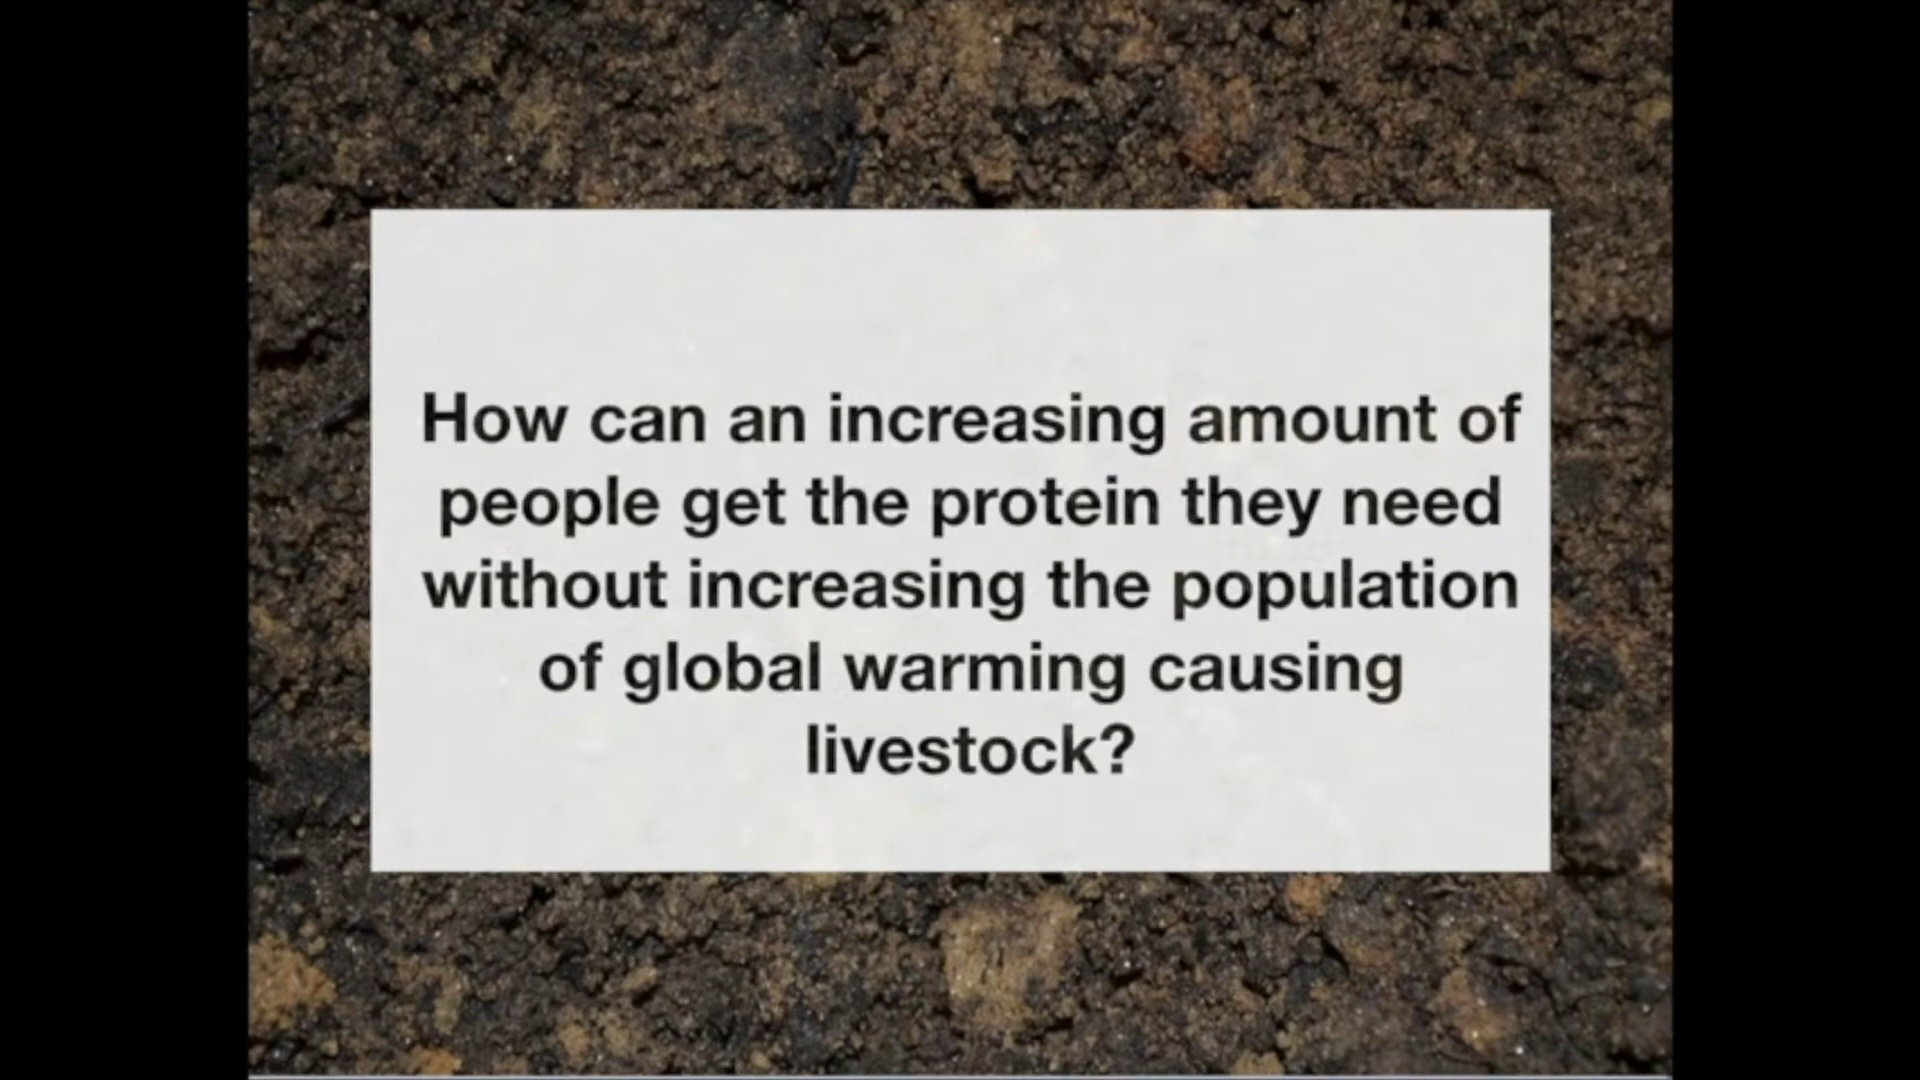 How can an increasing amount of
people get the protein they need
without increasing the population
of global warming causing
livestock?